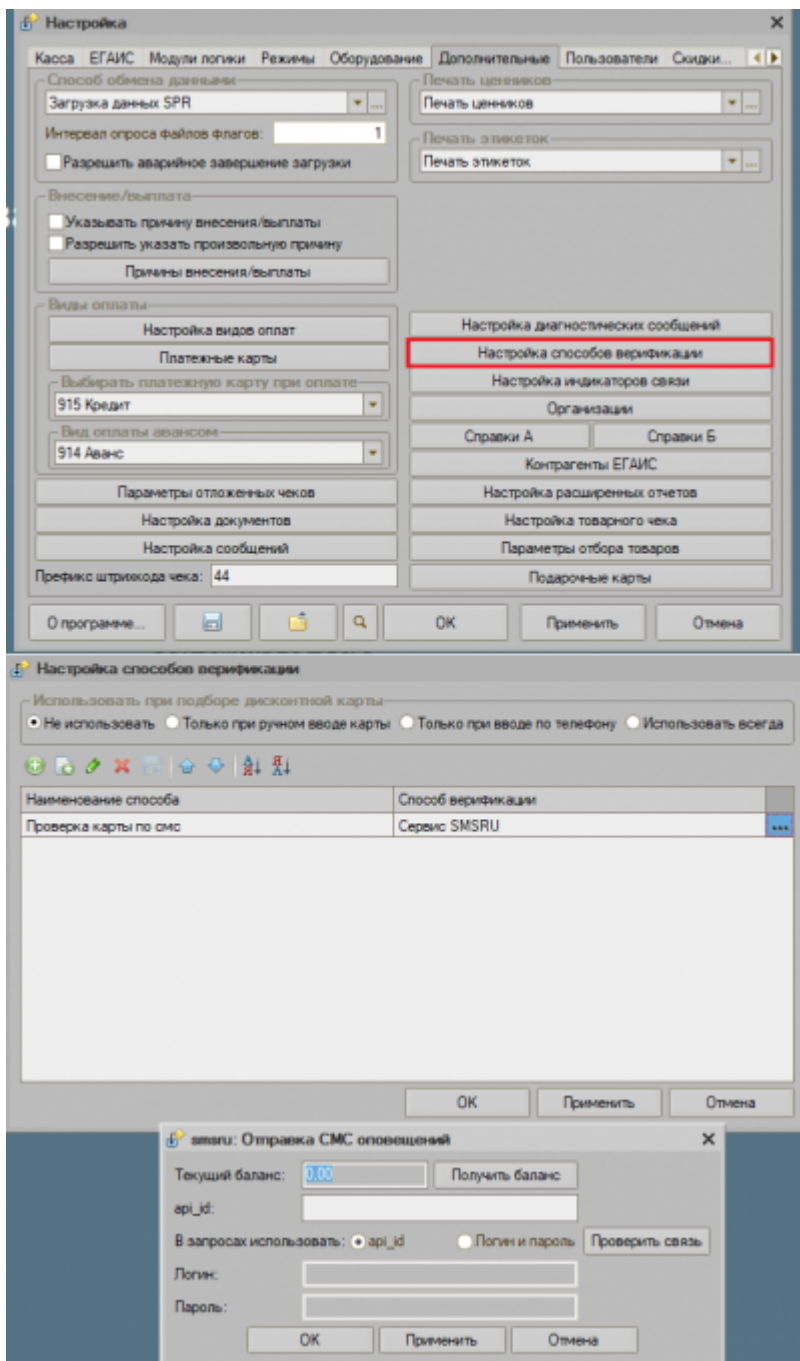 Настройка
Касса ЕГАИС Модули логики Режимы Оборудование Дополнительные Пользователи Скидки...
Способ обмена данными
Загрузка данных SPR
Интервал опроса файлов флагов: 1
Разрешить аварийное завершение загрузки
Печать ценников
Печать ценников
Печать этикеток
Печать этикеток
Внесение/выплата
Указывать причину внесения/выплаты
Разрешить указать произвольную причину
Причины внесения/выплаты
Виды оплаты
Настройка видов оплат
Платежные карты
Выбирать платежную карту при оплате
915 Кредит
Вид оплаты авансом
914 Аванс
Параметры отложенных чеков
Настройка документов
Настройка сообщений
Префикс штрихкода чека: 44
Настройка диагностических сообщений
Настройка способов верификации
Настройка индикаторов связи
Организации
Справки А Справки Б
Контрагенты ЕГАИС
Настройка расширенных отчетов
Настройка товарного чека
Параметры отбора товаров
Подарочные карты
О программе... ОК Применить Отмена
Настройка способов верификации
Использовать при подборе дисконтной карты
Не использовать Только при ручном вводе карты Только при вводе по телефону Использовать всегда
Наименование способа Способ верификации
Проверка карты по смс Сервис SMSRU ...
ОК Применить Отмена
smsru: Отправка СМС оповещений
Текущий баланс: 0,00 Получить баланс
api_id:
В запросах использовать: api_id Логин и пароль Проверить связь
Логин:
Пароль:
ОК Применить Отмена